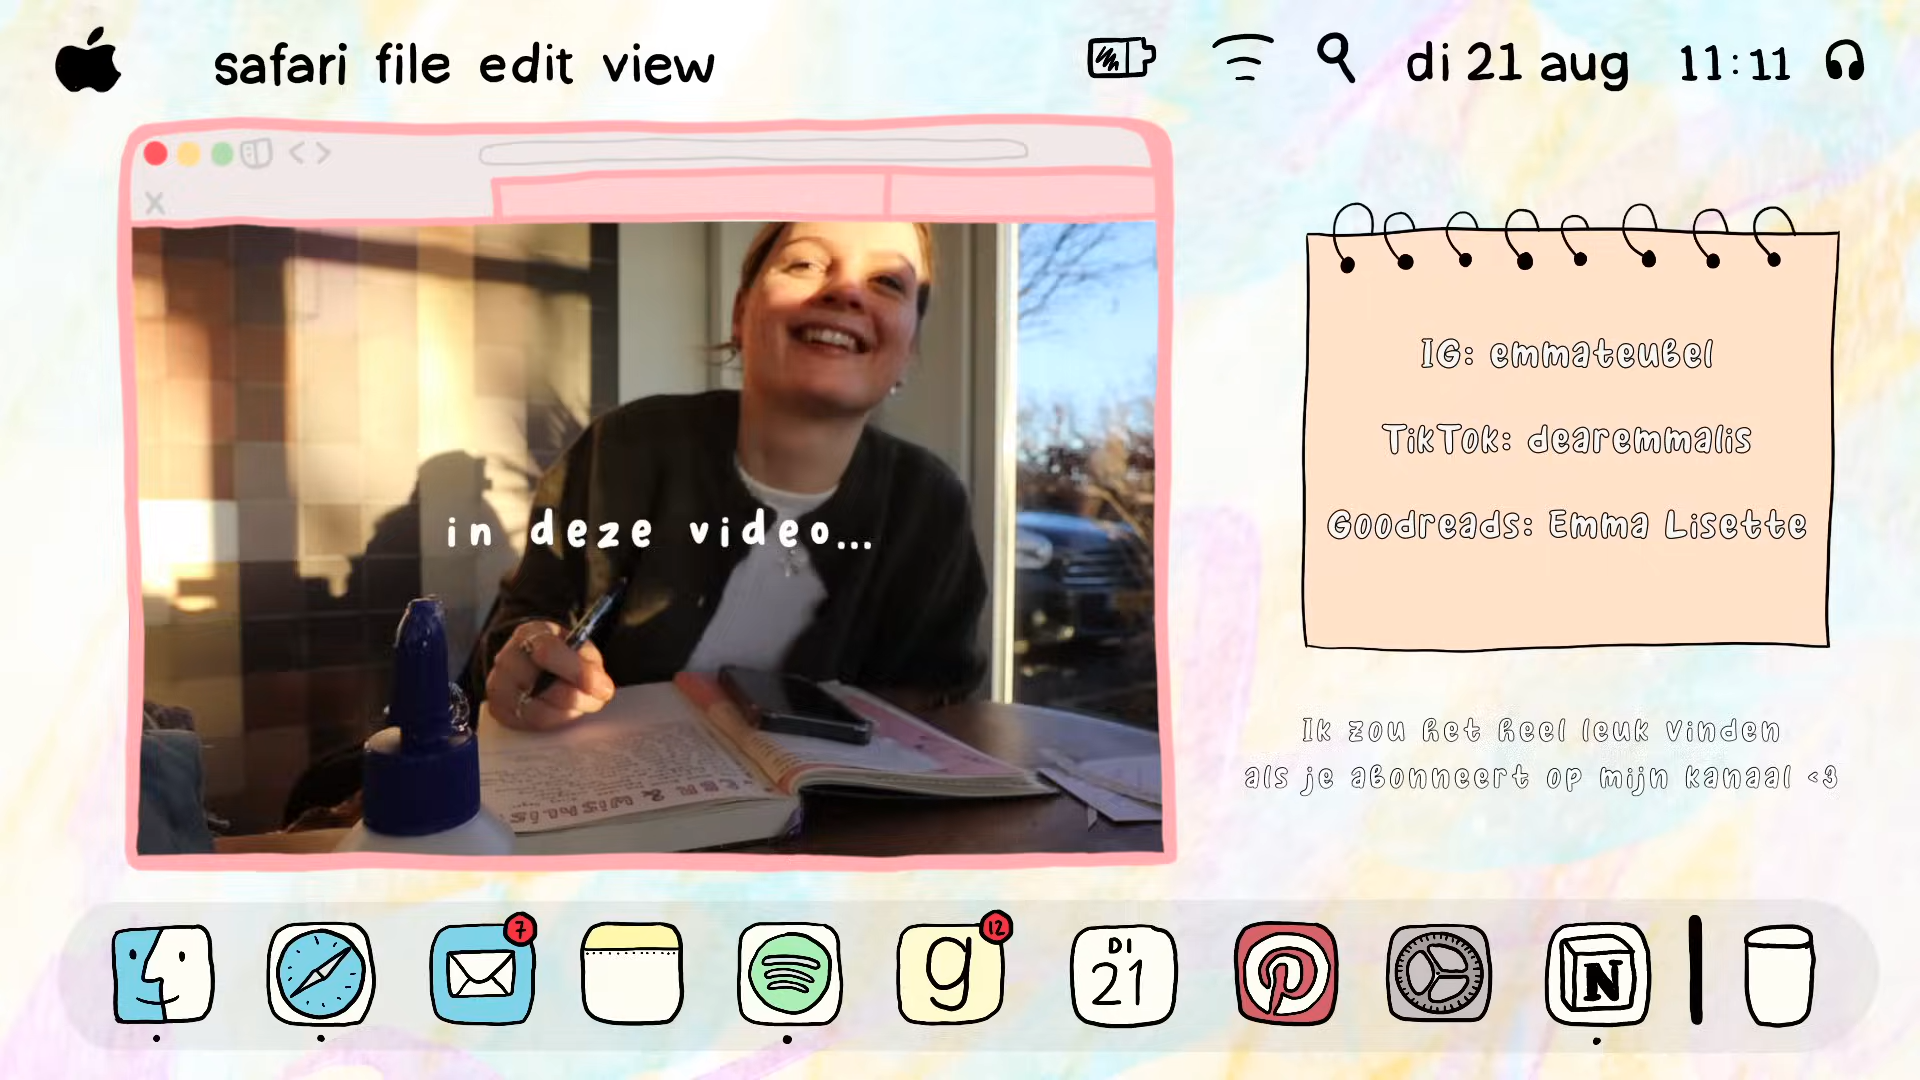 safari file edit view
di 21 aug 11:11
in deze video...
IG: emmateubel
TikTok: dearemmalis
Goodreads: Emma Lisette
Ik zou het heel leuk vinden
als je abonneert op mijn kanaal <3
7
12
g
DI
21
N